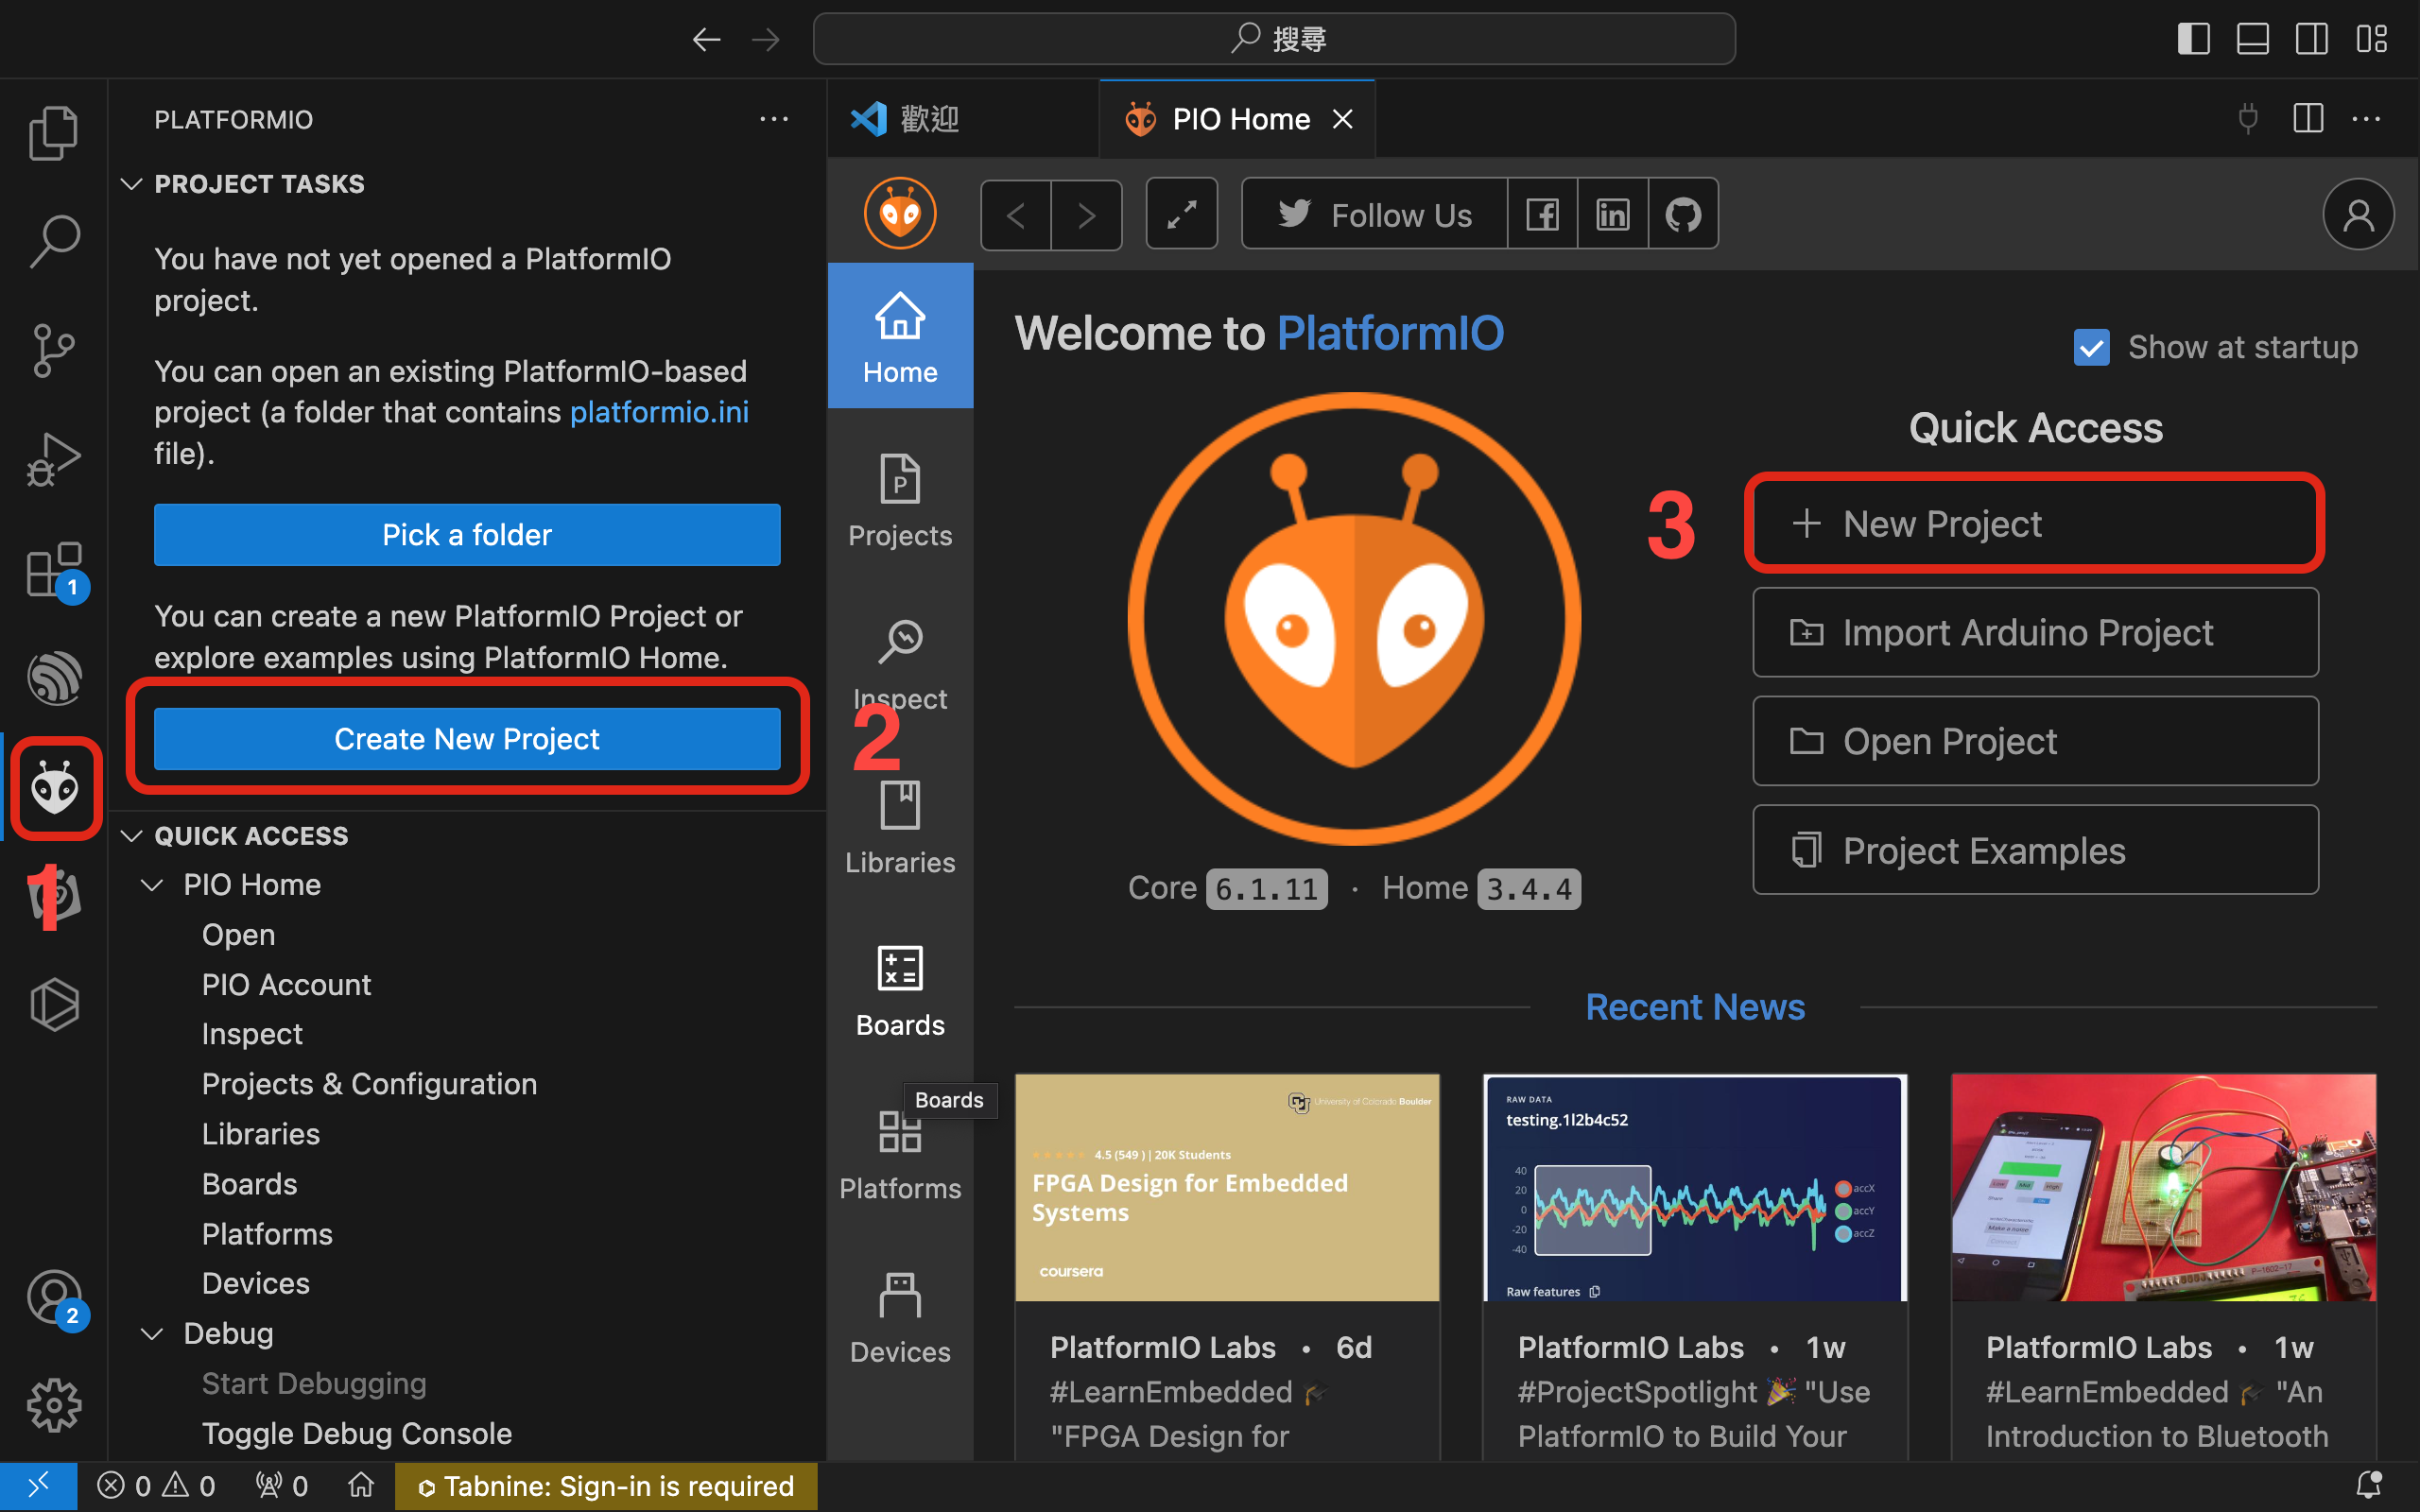 搜尋
PLATFORMIO
PROJECT TASKS
You have not yet opened a PlatformIO
project.
You can open an existing PlatformIO-based
project (a folder that contains platformio.ini
file).
Pick a folder
You can create a new PlatformIO Project or
explore examples using PlatformIO Home.
Create New Project
1
1
2
QUICK ACCESS
PIO Home
Open
PIO Account
Inspect
Projects & Configuration
Libraries
Boards
Platforms
Devices
Debug
Start Debugging
Toggle Debug Console
歡迎
PIO Home
Follow Us
Home
Projects
Inspect
2
Libraries
Boards
Boards
Platforms
Devices
Welcome to PlatformIO
Show at startup
Quick Access
3
New Project
Import Arduino Project
Open Project
Project Examples
Core 6.1.11 · Home 3.4.4
Recent News
University of Colorado Boulder
4.5 (549 ) | 20K Students
FPGA Design for Embedded
Systems
coursera
PlatformIO Labs • 6d
#LearnEmbedded 🎓
"FPGA Design for
RAW DATA
testing.1l2b4c52
40
20
0
-20
-40
accX
accY
accZ
Raw features
PlatformIO Labs • 1w
#ProjectSpotlight 🎉 "Use
PlatformIO to Build Your
P-1602-17
PlatformIO Labs • 1w
#LearnEmbedded 🎓 "An
Introduction to Bluetooth
0 0 0
Tabnine: Sign-in is required